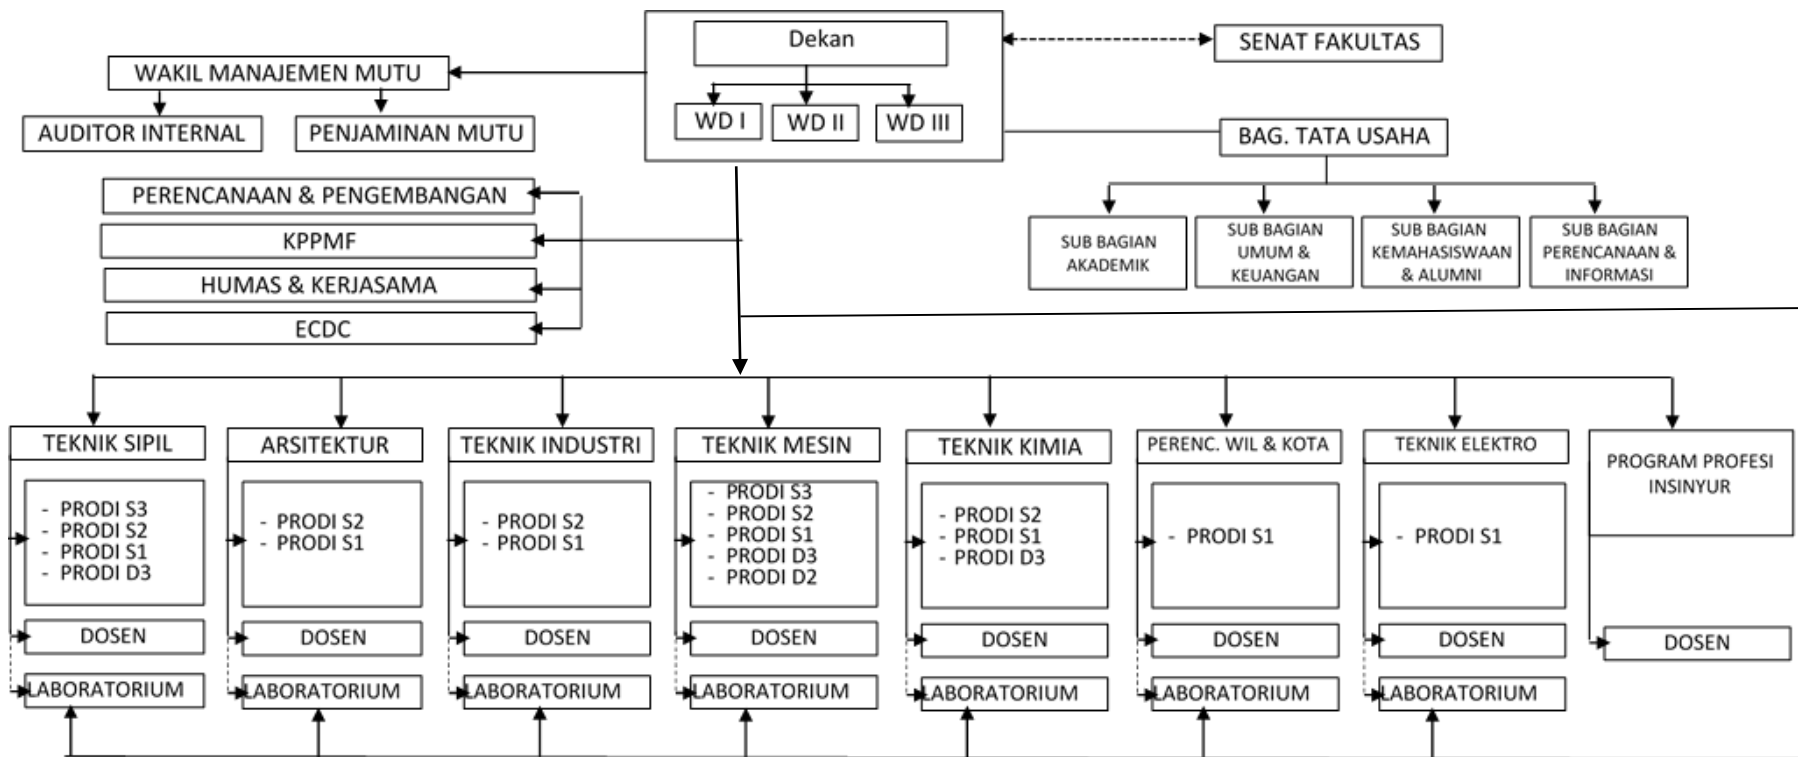 Dekan
SENAT FAKULTAS
WAKIL MANAJEMEN MUTU
AUDITOR INTERNAL
PENJAMINAN MUTU
WD I
WD II
WD III
BAG. TATA USAHA
PERENCANAAN & PENGEMBANGAN
KPPMF
HUMAS & KERJASAMA
ECDC
SUB BAGIAN
AKADEMIK
SUB BAGIAN
UMUM &
KEUANGAN
SUB BAGIAN
KEMAHASISWAAN
& ALUMNI
SUB BAGIAN
PERENCANAAN &
INFORMASI
TEKNIK SIPIL
- PRODI S3
- PRODI S2
- PRODI S1
- PRODI D3
DOSEN
LABORATORIUM
ARSITEKTUR
- PRODI S2
- PRODI S1
DOSEN
LABORATORIUM
TEKNIK INDUSTRI
- PRODI S2
- PRODI S1
DOSEN
LABORATORIUM
TEKNIK MESIN
- PRODI S3
- PRODI S2
- PRODI S1
- PRODI D3
- PRODI D2
DOSEN
LABORATORIUM
TEKNIK KIMIA
- PRODI S2
- PRODI S1
- PRODI D3
DOSEN
LABORATORIUM
PERENC. WIL & KOTA
- PRODI S1
DOSEN
LABORATORIUM
TEKNIK ELEKTRO
- PRODI S1
DOSEN
LABORATORIUM
PROGRAM PROFESI
INSINYUR
DOSEN